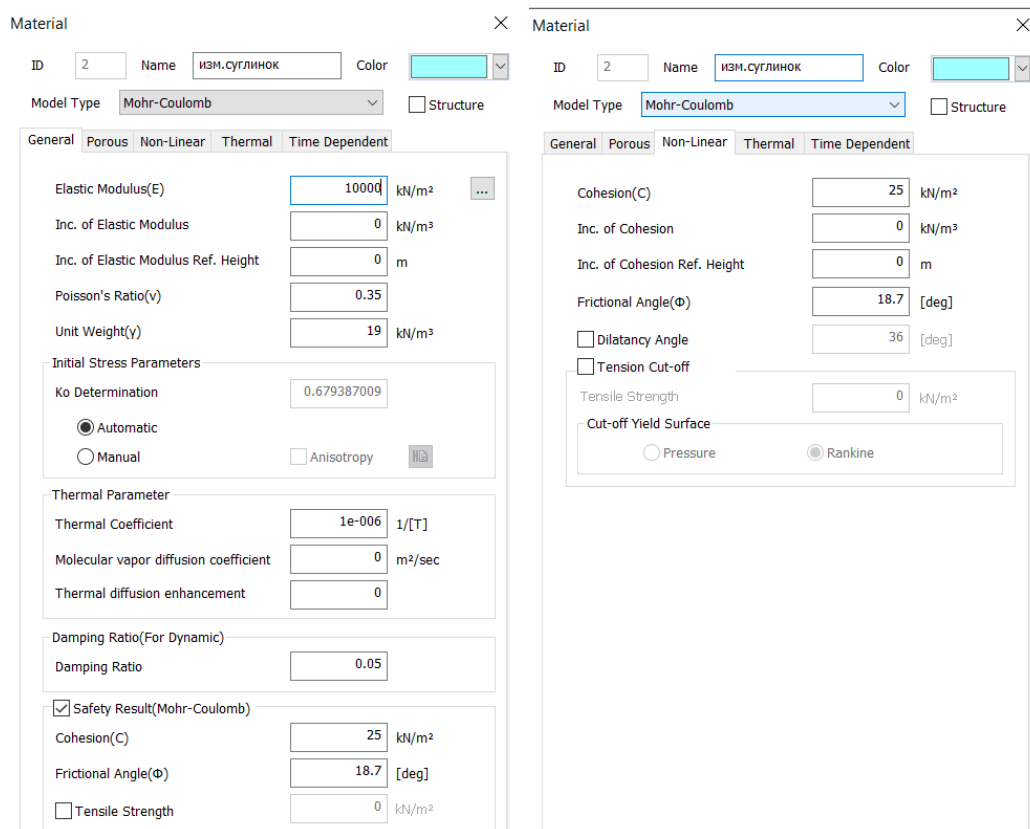 Material
ID 2 Name изм.суглинок Color
Model Type Mohr-Coulomb Structure
General Porous Non-Linear Thermal Time Dependent
Elastic Modulus(E) 10000 kN/m² ...
Inc. of Elastic Modulus 0 kN/m³
Inc. of Elastic Modulus Ref. Height 0 m
Poisson's Ratio(ν) 0.35
Unit Weight(γ) 19 kN/m³
Initial Stress Parameters
Ko Determination 0.679387009
Automatic
Manual Anisotropy
Thermal Parameter
Thermal Coefficient 1e-006 1/[T]
Molecular vapor diffusion coefficient 0 m²/sec
Thermal diffusion enhancement 0
Damping Ratio(For Dynamic)
Damping Ratio 0.05
Safety Result(Mohr-Coulomb)
Cohesion(C) 25 kN/m²
Frictional Angle(Φ) 18.7 [deg]
Tensile Strength 0 kN/m²
Material
ID 2 Name изм.суглинок Color
Model Type Mohr-Coulomb Structure
General Porous Non-Linear Thermal Time Dependent
Cohesion(C) 25 kN/m²
Inc. of Cohesion 0 kN/m³
Inc. of Cohesion Ref. Height 0 m
Frictional Angle(Φ) 18.7 [deg]
Dilatancy Angle 36 [deg]
Tension Cut-off
Tensile Strength 0 kN/m²
Cut-off Yield Surface
Pressure Rankine